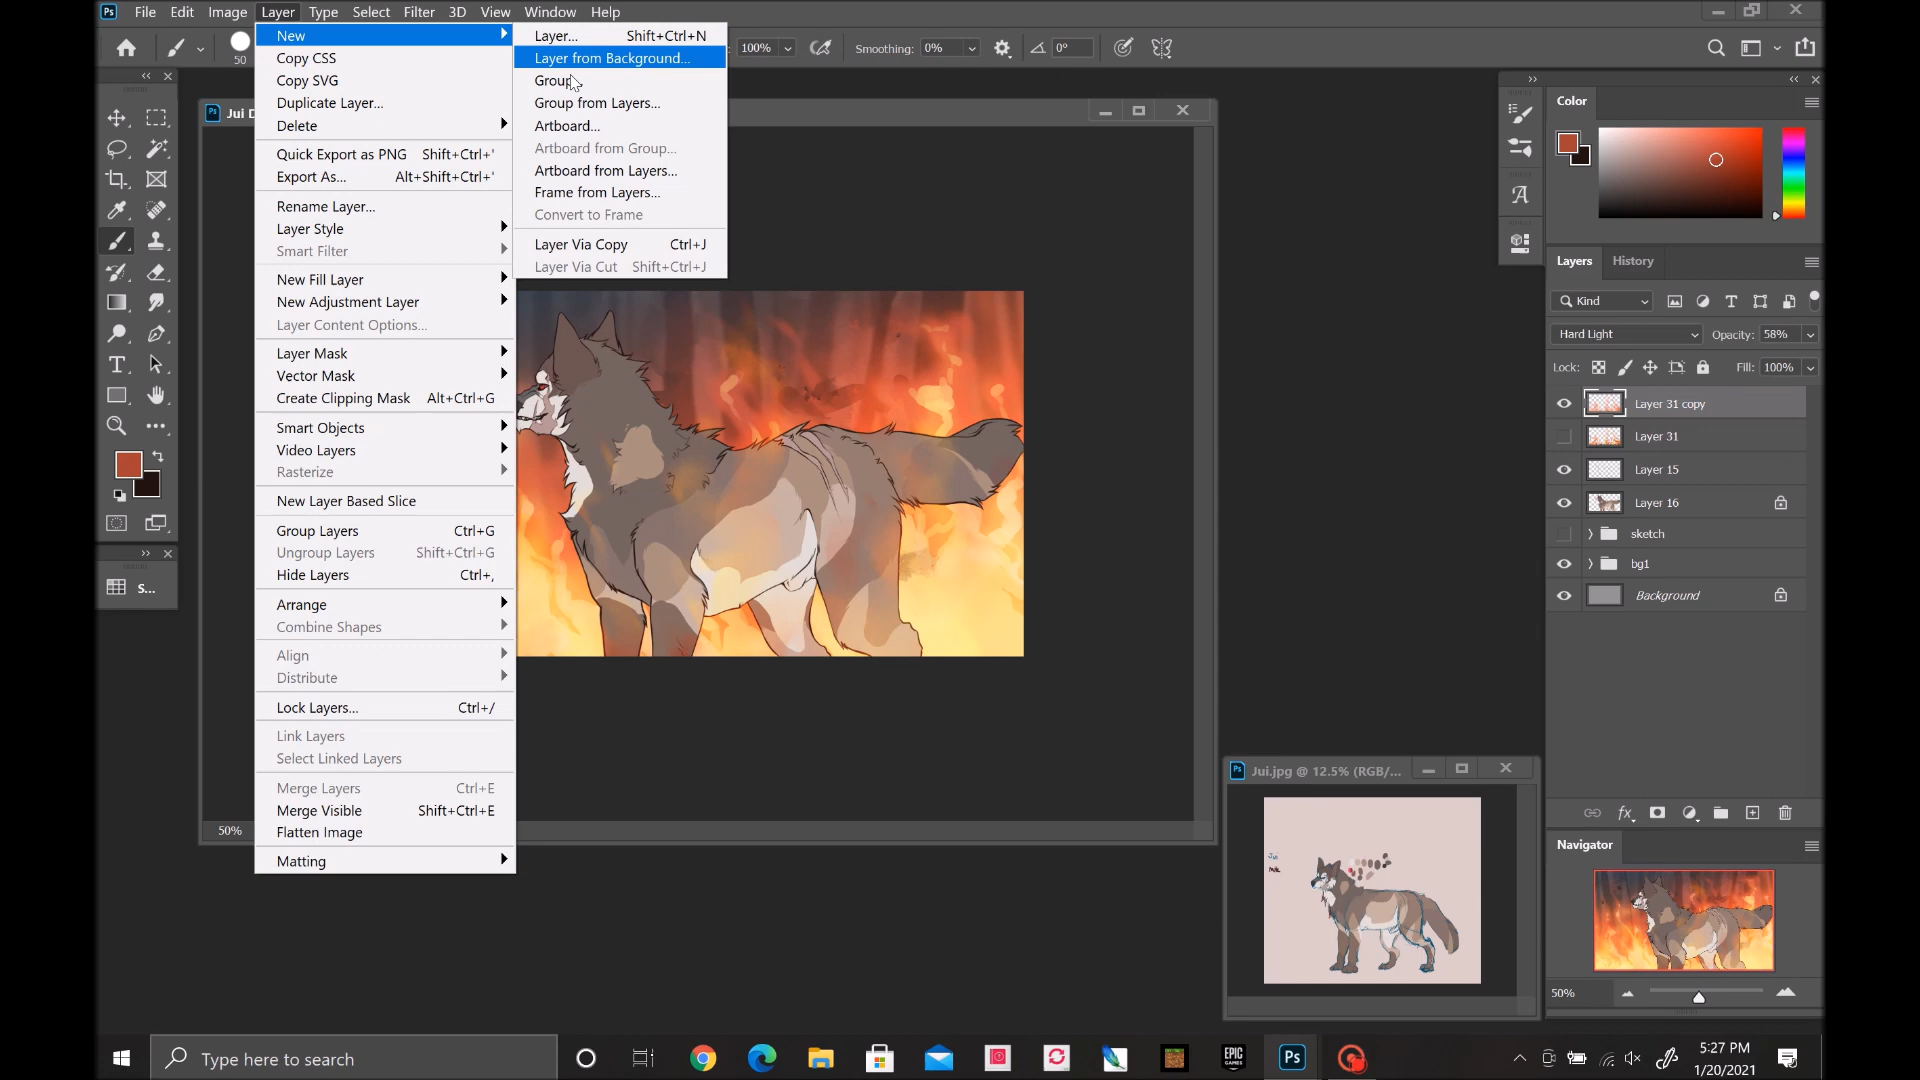 Ps File Edit Image Layer Type Select Filter 3D View Window Help
50 100% Smoothing: 0% 0°
New
Copy CSS
Copy SVG
Duplicate Layer...
Delete
Quick Export as PNG Shift+Ctrl+'
Export As... Alt+Shift+Ctrl+'
Rename Layer...
Layer Style
Smart Filter
New Fill Layer
New Adjustment Layer
Layer Content Options...
Layer Mask
Vector Mask
Create Clipping Mask Alt+Ctrl+G
Smart Objects
Video Layers
Rasterize
New Layer Based Slice
Group Layers Ctrl+G
Ungroup Layers Shift+Ctrl+G
Hide Layers Ctrl+,
Arrange
Combine Shapes
Align
Distribute
Lock Layers... Ctrl+/
Link Layers
Select Linked Layers
Merge Layers Ctrl+E
Merge Visible Shift+Ctrl+E
Flatten Image
Matting
Layer... Shift+Ctrl+N
Layer from Background...
Group
Group from Layers...
Artboard...
Artboard from Group...
Artboard from Layers...
Frame from Layers...
Convert to Frame
Layer Via Copy Ctrl+J
Layer Via Cut Shift+Ctrl+J
Ps Jui
S...
50%
Color
Layers History
Kind
Hard Light Opacity: 58%
Lock: Fill: 100%
Layer 31 copy
Layer 31
Layer 15
Layer 16
sketch
bg1
Background
fx
Ps Jui.jpg @ 12.5% (RGB/...
Jui
Navigator
50%
Type here to search
EPIC GAMES
Ps
5:27 PM
1/20/2021